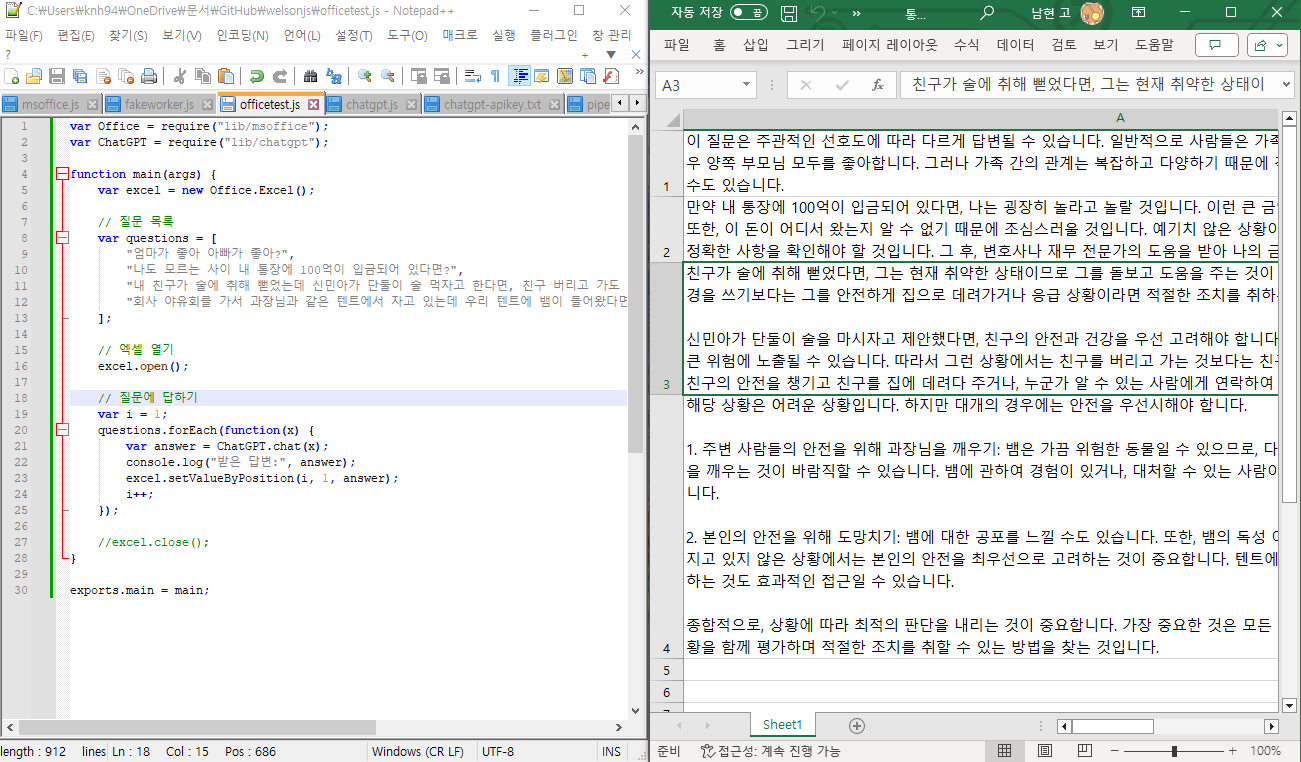 C:￦Users￦knh94￦OneDrive￦문서￦GitHub￦welsonjs￦officetest.js - Notepad++
파일(F) 편집(E) 찾기(S) 보기(V) 인코딩(N) 언어(L) 설정(T) 도구(O) 매크로 실행 플러그인 창 관리
?
msoffice.js fakeworker.js officetest.js chatgpt.js chatgpt-apikey.txt pipe
1 var Office = require("lib/msoffice");
2 var ChatGPT = require("lib/chatgpt");
3
4 function main(args) {
5 var excel = new Office.Excel();
6
7 // 질문 목록
8 var questions = [
9 "엄마가 좋아 아빠가 좋아?",
10 "나도 모르는 사이 내 통장에 100억이 입금되어 있다면?",
11 "내 친구가 술에 취해 뻗었는데 신민아가 단둘이 술 먹자고 한다면, 친구 버리고 가도
12 "회사 야유회를 가서 과장님과 같은 텐트에서 자고 있는데 우리 텐트에 뱀이 들어왔다면
13 ];
14
15 // 엑셀 열기
16 excel.open();
17
18 // 질문에 답하기
19 var i = 1;
20 questions.forEach(function(x) {
21 var answer = ChatGPT.chat(x);
22 console.log("받은 답변:", answer);
23 excel.setValueByPosition(i, 1, answer);
24 i++;
25 });
26
27 //excel.close();
28 }
29
30 exports.main = main;
length : 912 lines Ln : 18 Col : 15 Pos : 686 Windows (CR LF) UTF-8 INS
자동 저장 끔 통... 남현 고
파일 홈 삽입 그리기 페이지 레이아웃 수식 데이터 검토 보기 도움말
A3 fx 친구가 술에 취해 뻗었다면, 그는 현재 취약한 상태이
A
이 질문은 주관적인 선호도에 따라 다르게 답변될 수 있습니다. 일반적으로 사람들은 가족
우 양쪽 부모님 모두를 좋아합니다. 그러나 가족 간의 관계는 복잡하고 다양하기 때문에
1 수도 있습니다.
만약 내 통장에 100억이 입금되어 있다면, 나는 굉장히 놀라고 놀랄 것입니다. 이런 큰 금
또한, 이 돈이 어디서 왔는지 알 수 없기 때문에 조심스러울 것입니다. 예기치 않은 상황이
2 정확한 사항을 확인해야 할 것입니다. 그 후, 변호사나 재무 전문가의 도움을 받아 나의 금
친구가 술에 취해 뻗었다면, 그는 현재 취약한 상태이므로 그를 돌보고 도움을 주는 것이
경을 쓰기보다는 그를 안전하게 집으로 데려가거나 응급 상황이라면 적절한 조치를 취하
신민아가 단둘이 술을 마시자고 제안했다면, 친구의 안전과 건강을 우선 고려해야 합니다
큰 위험에 노출될 수 있습니다. 따라서 그런 상황에서는 친구를 버리고 가는 것보다는 친구
3 친구의 안전을 챙기고 친구를 집에 데려다 주거나, 누군가 알 수 있는 사람에게 연락하여
해당 상황은 어려운 상황입니다. 하지만 대개의 경우에는 안전을 우선시해야 합니다.
1. 주변 사람들의 안전을 위해 과장님을 깨우기: 뱀은 가끔 위험한 동물일 수 있으므로, 다
을 깨우는 것이 바람직할 수 있습니다. 뱀에 관하여 경험이 있거나, 대처할 수 있는 사람이
니다.
2. 본인의 안전을 위해 도망치기: 뱀에 대한 공포를 느낄 수도 있습니다. 또한, 뱀의 독성
지고 있지 않은 상황에서는 본인의 안전을 최우선으로 고려하는 것이 중요합니다. 텐트에
하는 것도 효과적인 접근일 수 있습니다.
종합적으로, 상황에 따라 최적의 판단을 내리는 것이 중요합니다. 가장 중요한 것은 모든
4 황을 함께 평가하며 적절한 조치를 취할 수 있는 방법을 찾는 것입니다.
5
6
Sheet1
준비 접근성: 계속 진행 가능 100%